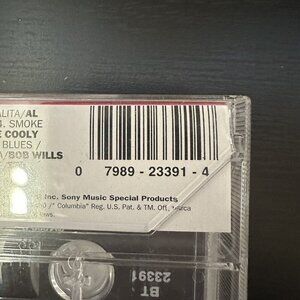 ALITA/AL
4. SMOKE
E COOLY
BLUES /
A/BOB WILLS
0 7989 - 23391 - 4
Inc. Sony Music Special Products
/" Columbia" Reg. U.S. Pat. & TM. Off.,
BT
23391